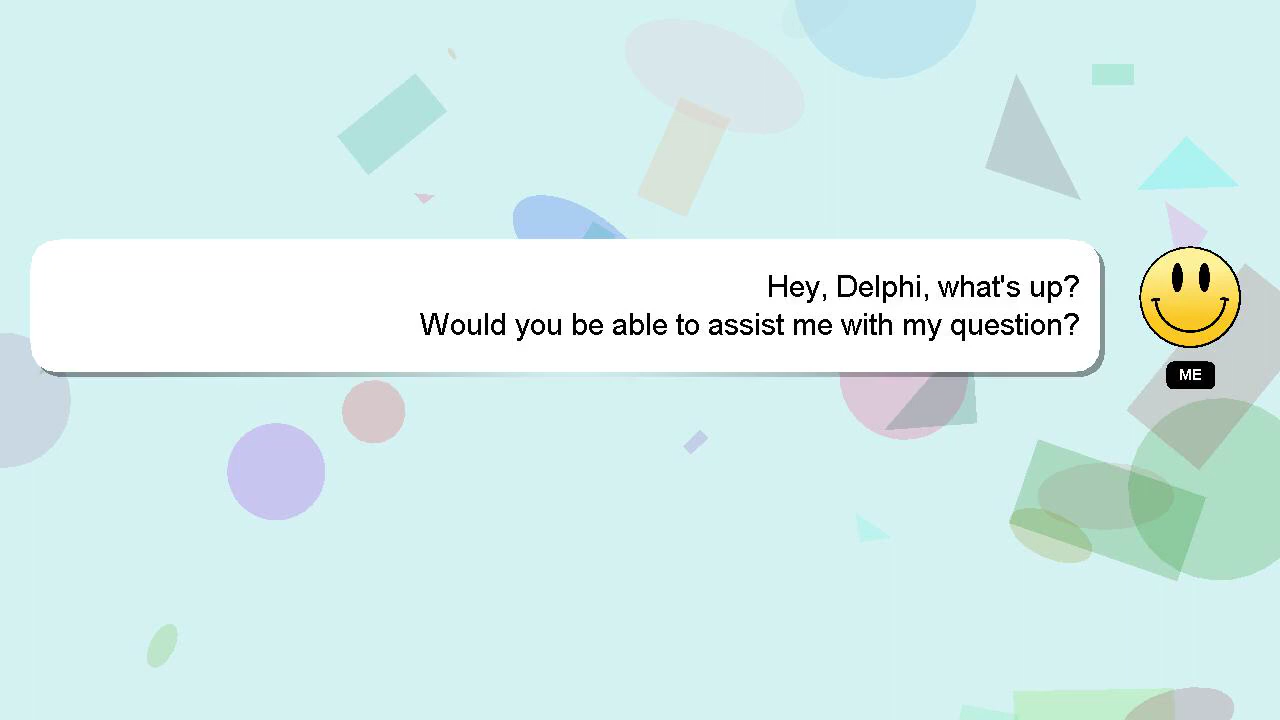 Hey, Delphi, what's up?
Would you be able to assist me with my question?
ME